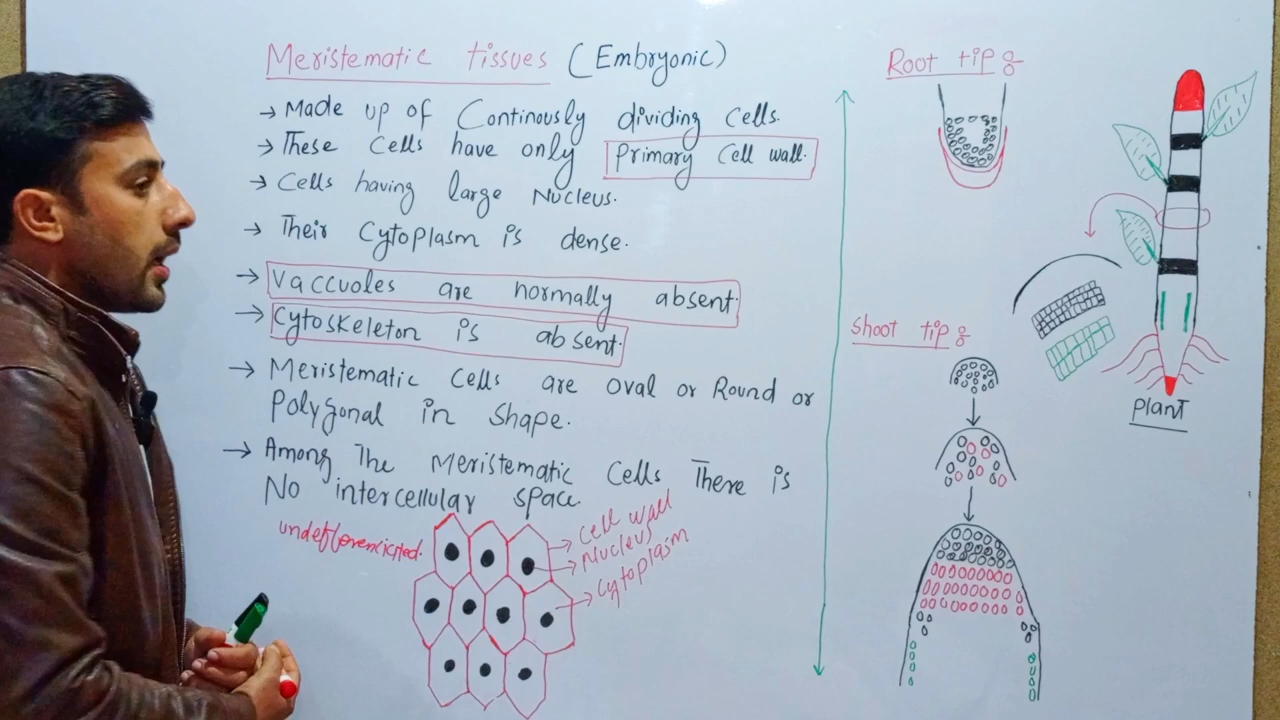 Meristematic tissues (Embryonic)
→ Made up of Continously dividing Cells.
→ These Cells have only Primary Cell wall.
→ Cells having large Nucleus.
→ Their Cytoplasm is dense.
→ Vaccuoles are normally absent.
→ Cytoskeleton is absent.
→ Meristematic Cells are oval or Round or
Polygonal in Shape.
→ Among The Meristematic Cells There is
No intercellular space.
Cell wall
Nucleus
Cytoplasm
Root tip:
Shoot tip:
Plant